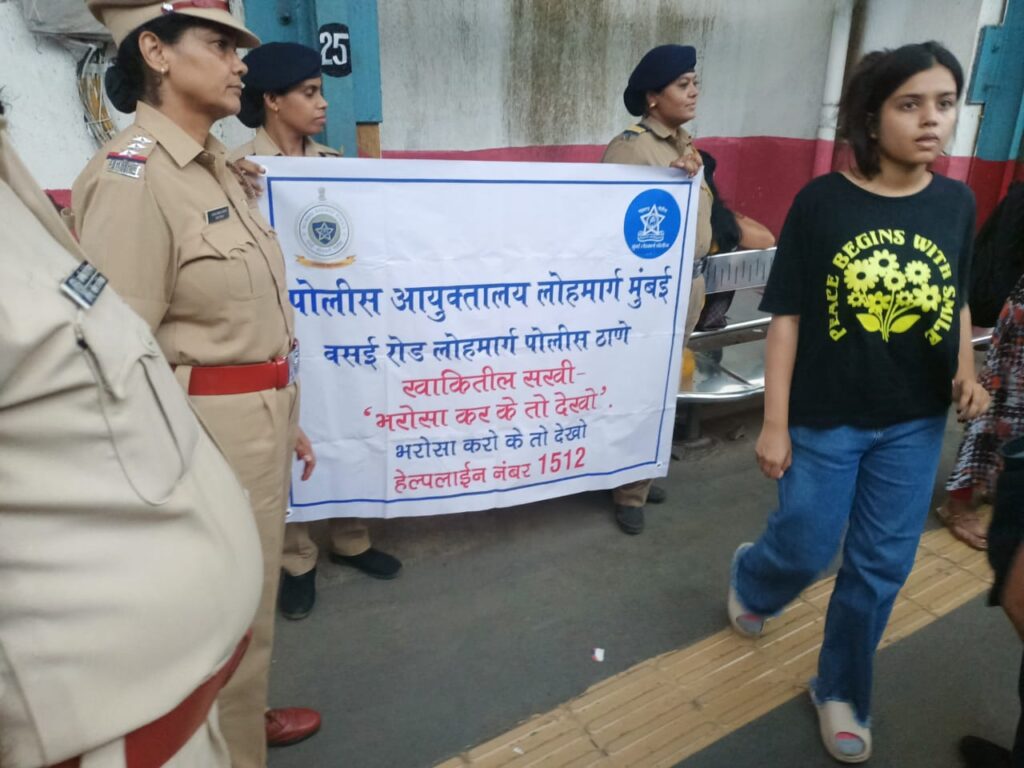 25
पोलीस आयुक्तालय लोहमार्ग मुंबई
वसई रोड लोहमार्ग पोलीस ठाणे
खाकितील सखी-
'भरोसा कर के तो देखो'.
भरोसा करो के तो देखो
हेल्पलाईन नंबर 1512
PEACE BEGINS WITH SMILE